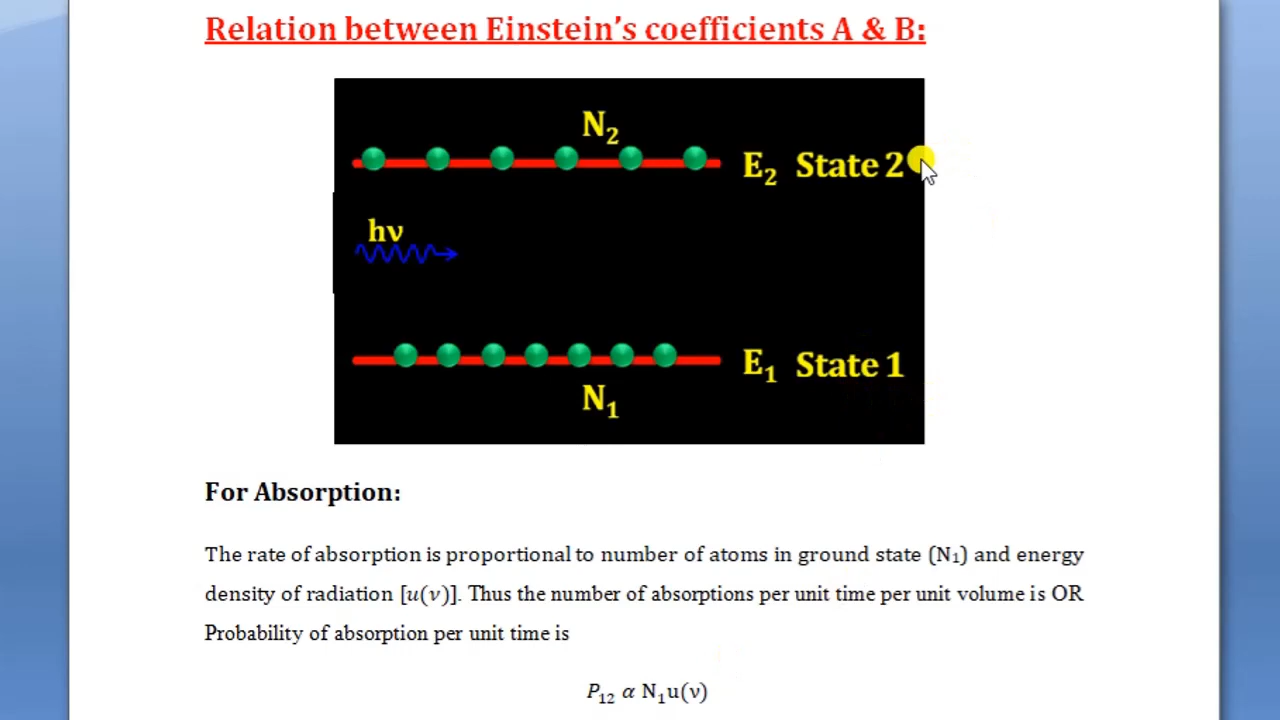 Relation between Einstein’s coefficients A & B:
N₂
E₂ State 2
hν
E₁ State 1
N₁
For Absorption:
The rate of absorption is proportional to number of atoms in ground state (N₁) and energy
density of radiation [u(ν)]. Thus the number of absorptions per unit time per unit volume is OR
Probability of absorption per unit time is
P₁₂ α N₁u(ν)